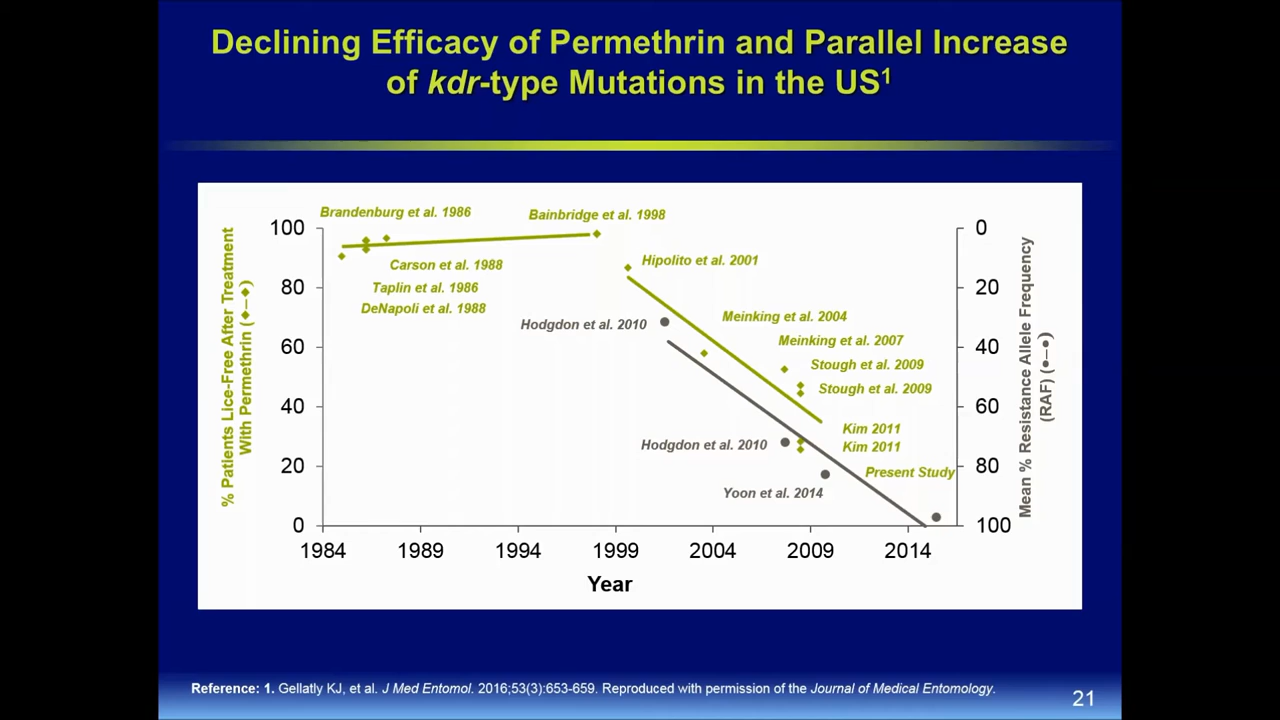 Declining Efficacy of Permethrin and Parallel Increase
of kdr-type Mutations in the US1
% Patients Lice-Free After Treatment
With Permethrin (◆–◆)
100
80
60
40
20
0
Brandenburg et al. 1986
Bainbridge et al. 1998
Carson et al. 1988
Taplin et al. 1986
DeNapoli et al. 1988
Hipolito et al. 2001
Hodgdon et al. 2010
Meinking et al. 2004
Meinking et al. 2007
Stough et al. 2009
Stough et al. 2009
Kim 2011
Hodgdon et al. 2010
Kim 2011
Present Study
Yoon et al. 2014
0
20
40
60
80
100
Mean % Resistance Allele Frequency
(RAF) (●–●)
1984 1989 1994 1999 2004 2009 2014
Year
Reference: 1. Gellatly KJ, et al. J Med Entomol. 2016;53(3):653-659. Reproduced with permission of the Journal of Medical Entomology.
21